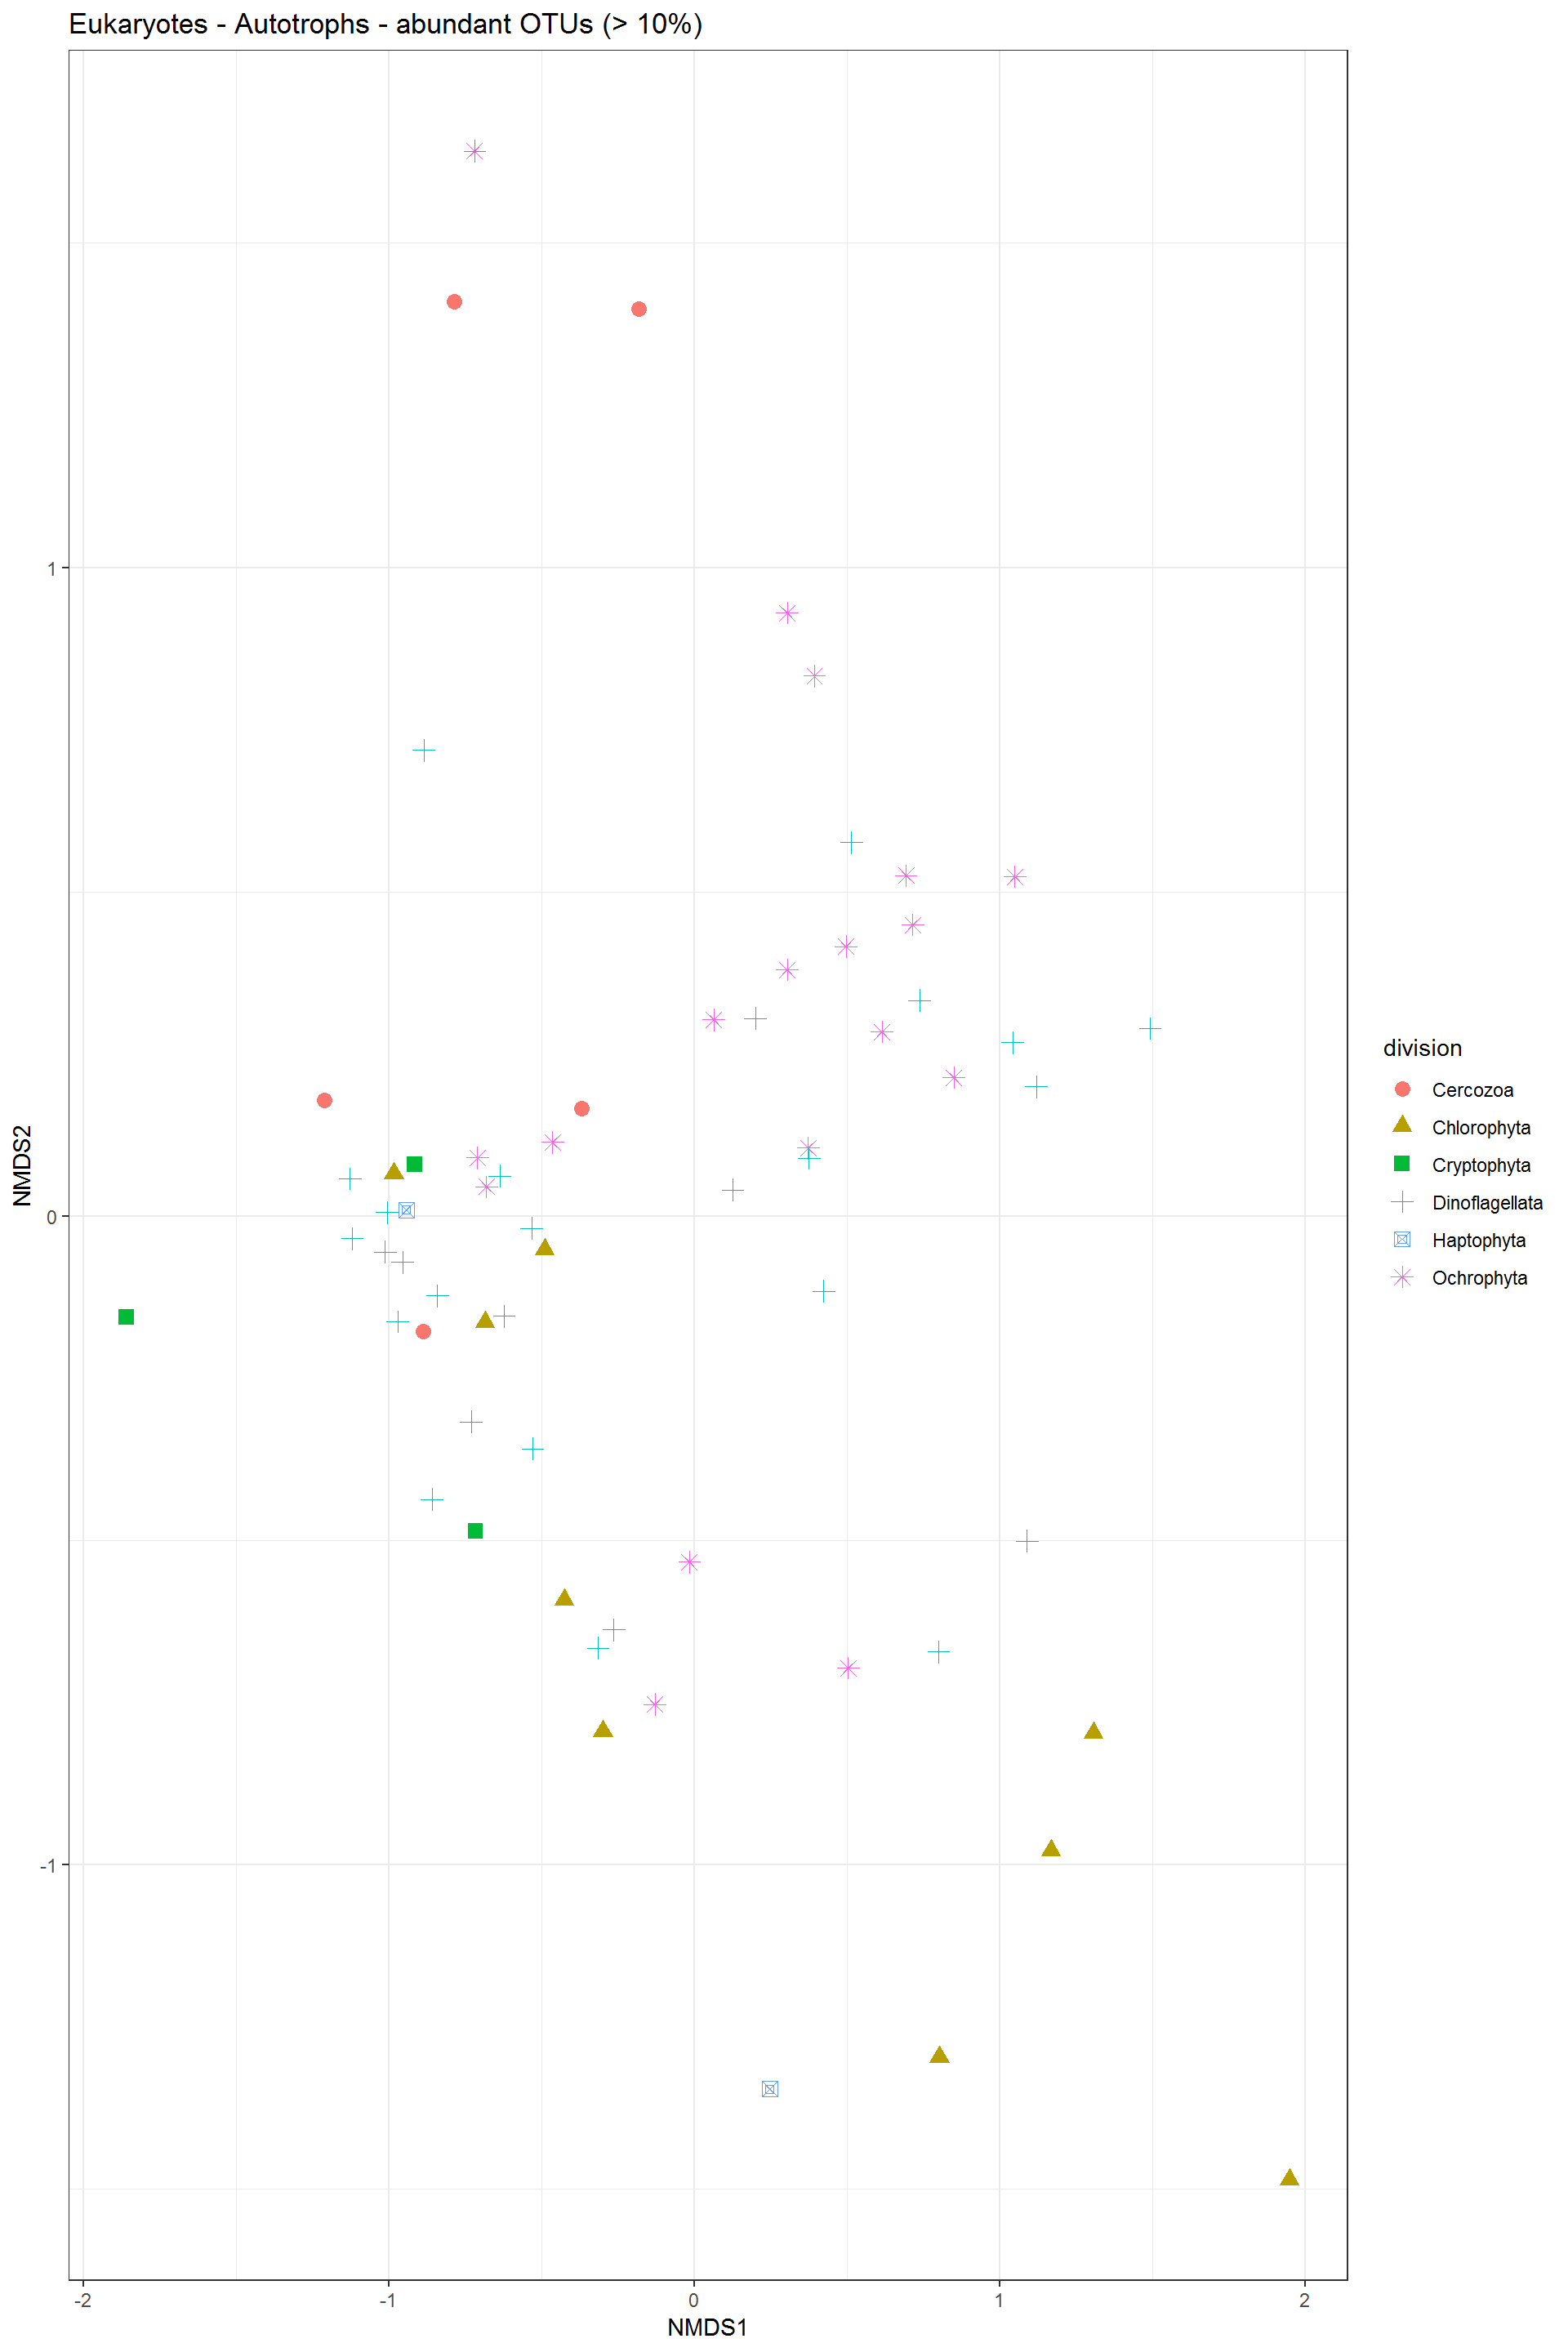 Eukaryotes - Autotrophs - abundant OTUs (> 10%)
1
0
-1
NMDS2
-2
-1
0
1
2
NMDS1
division
Cercozoa
Chlorophyta
Cryptophyta
Dinoflagellata
Haptophyta
Ochrophyta